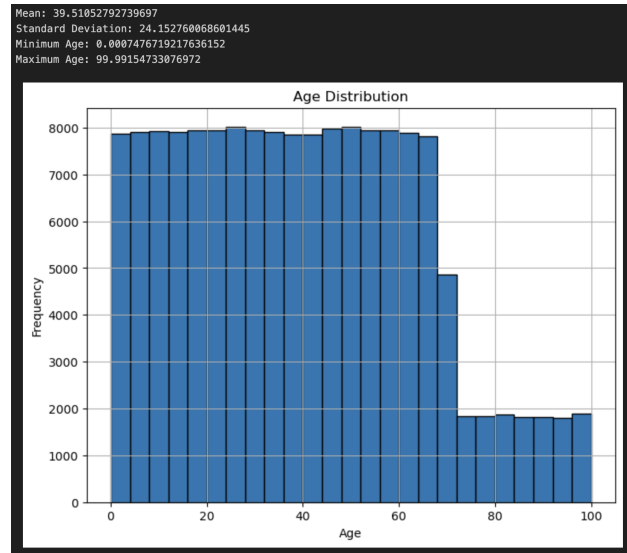 Mean: 39.51052792739697
Standard Deviation: 24.152760068601445
Minimum Age: 0.0007476719217636152
Maximum Age: 99.99154733076972
Age Distribution
8000
7000
6000
5000
4000
3000
2000
1000
0
Frequency
0 20 40 60 80 100
Age